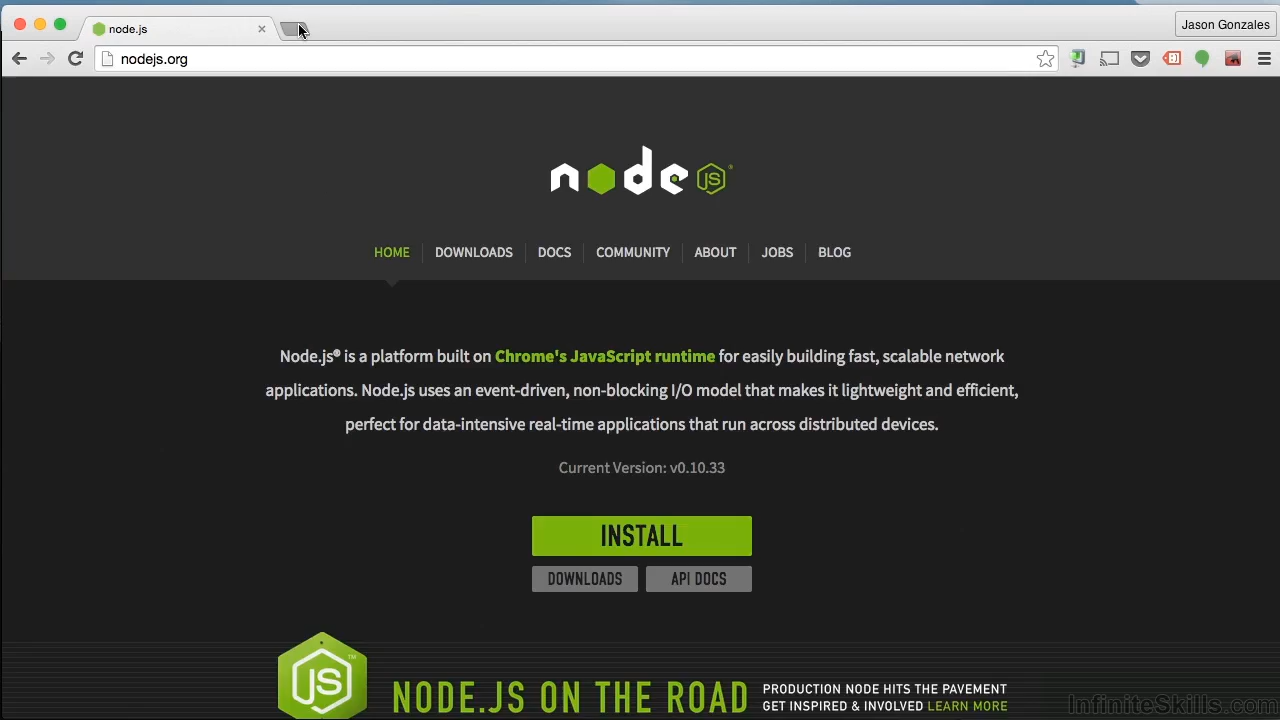 node.js
Jason Gonzales
nodejs.org
node JS
HOME DOWNLOADS DOCS COMMUNITY ABOUT JOBS BLOG
Node.js® is a platform built on Chrome's JavaScript runtime for easily building fast, scalable network
applications. Node.js uses an event-driven, non-blocking I/O model that makes it lightweight and efficient,
perfect for data-intensive real-time applications that run across distributed devices.
Current Version: v0.10.33
INSTALL
DOWNLOADS API DOCS
JS™
NODE.JS ON THE ROAD
PRODUCTION NODE HITS THE PAVEMENT
GET INSPIRED & INVOLVED LEARN MORE
InfiniteSkills.com